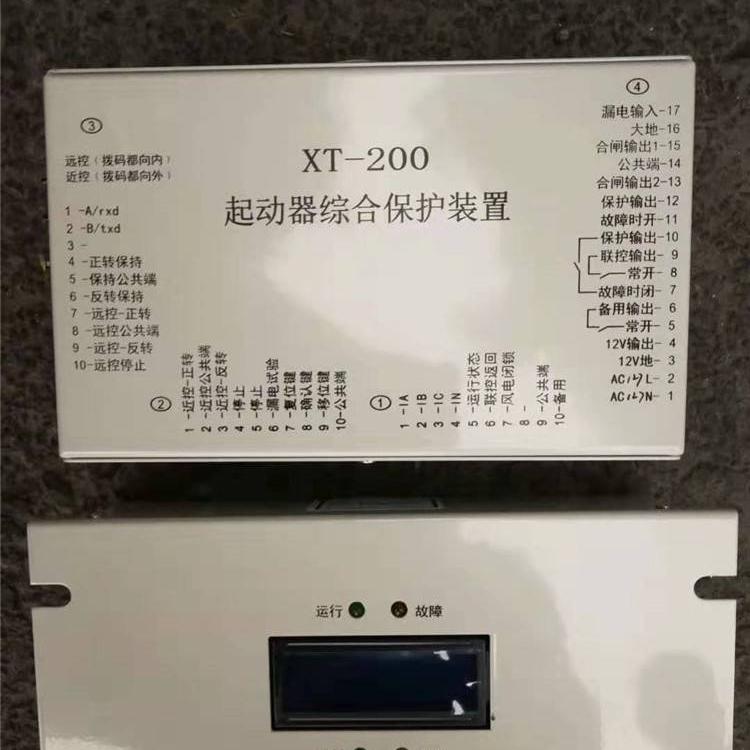 ③
远控（拨码都向内）
近控（拨码都向外）
1 -A/rxd
2 -B/txd
3 -
4 -正转保持
5 -保持公共端
6 -反转保持
7 -远控-正转
8 -远控公共端
9 -远控-反转
10-远控停止
XT-200
起动器综合保护装置
④
漏电输入-17
大地-16
合闸输出1-15
公共端-14
合闸输出2-13
保护输出-12
故障时开-11
保护输出-10
联控输出- 9
常开- 8
故障时闭- 7
备用输出- 6
常开- 5
12V输出- 4
12V地- 3
L- 2
N- 1
②
1 -近控-正转
2 -近控公共端
3 -近控-反转
4 -停止
5 -停止
6 -漏电试验
7 -复位键
8 -确认键
9 -移位键
10-公共端
①
1 -IA
2 -IB
3 -IC
4 -IN
5 -运行状态
6 -联控返回
7 -风电闭锁
8 -
9 -公共端
10-备用
运行
故障